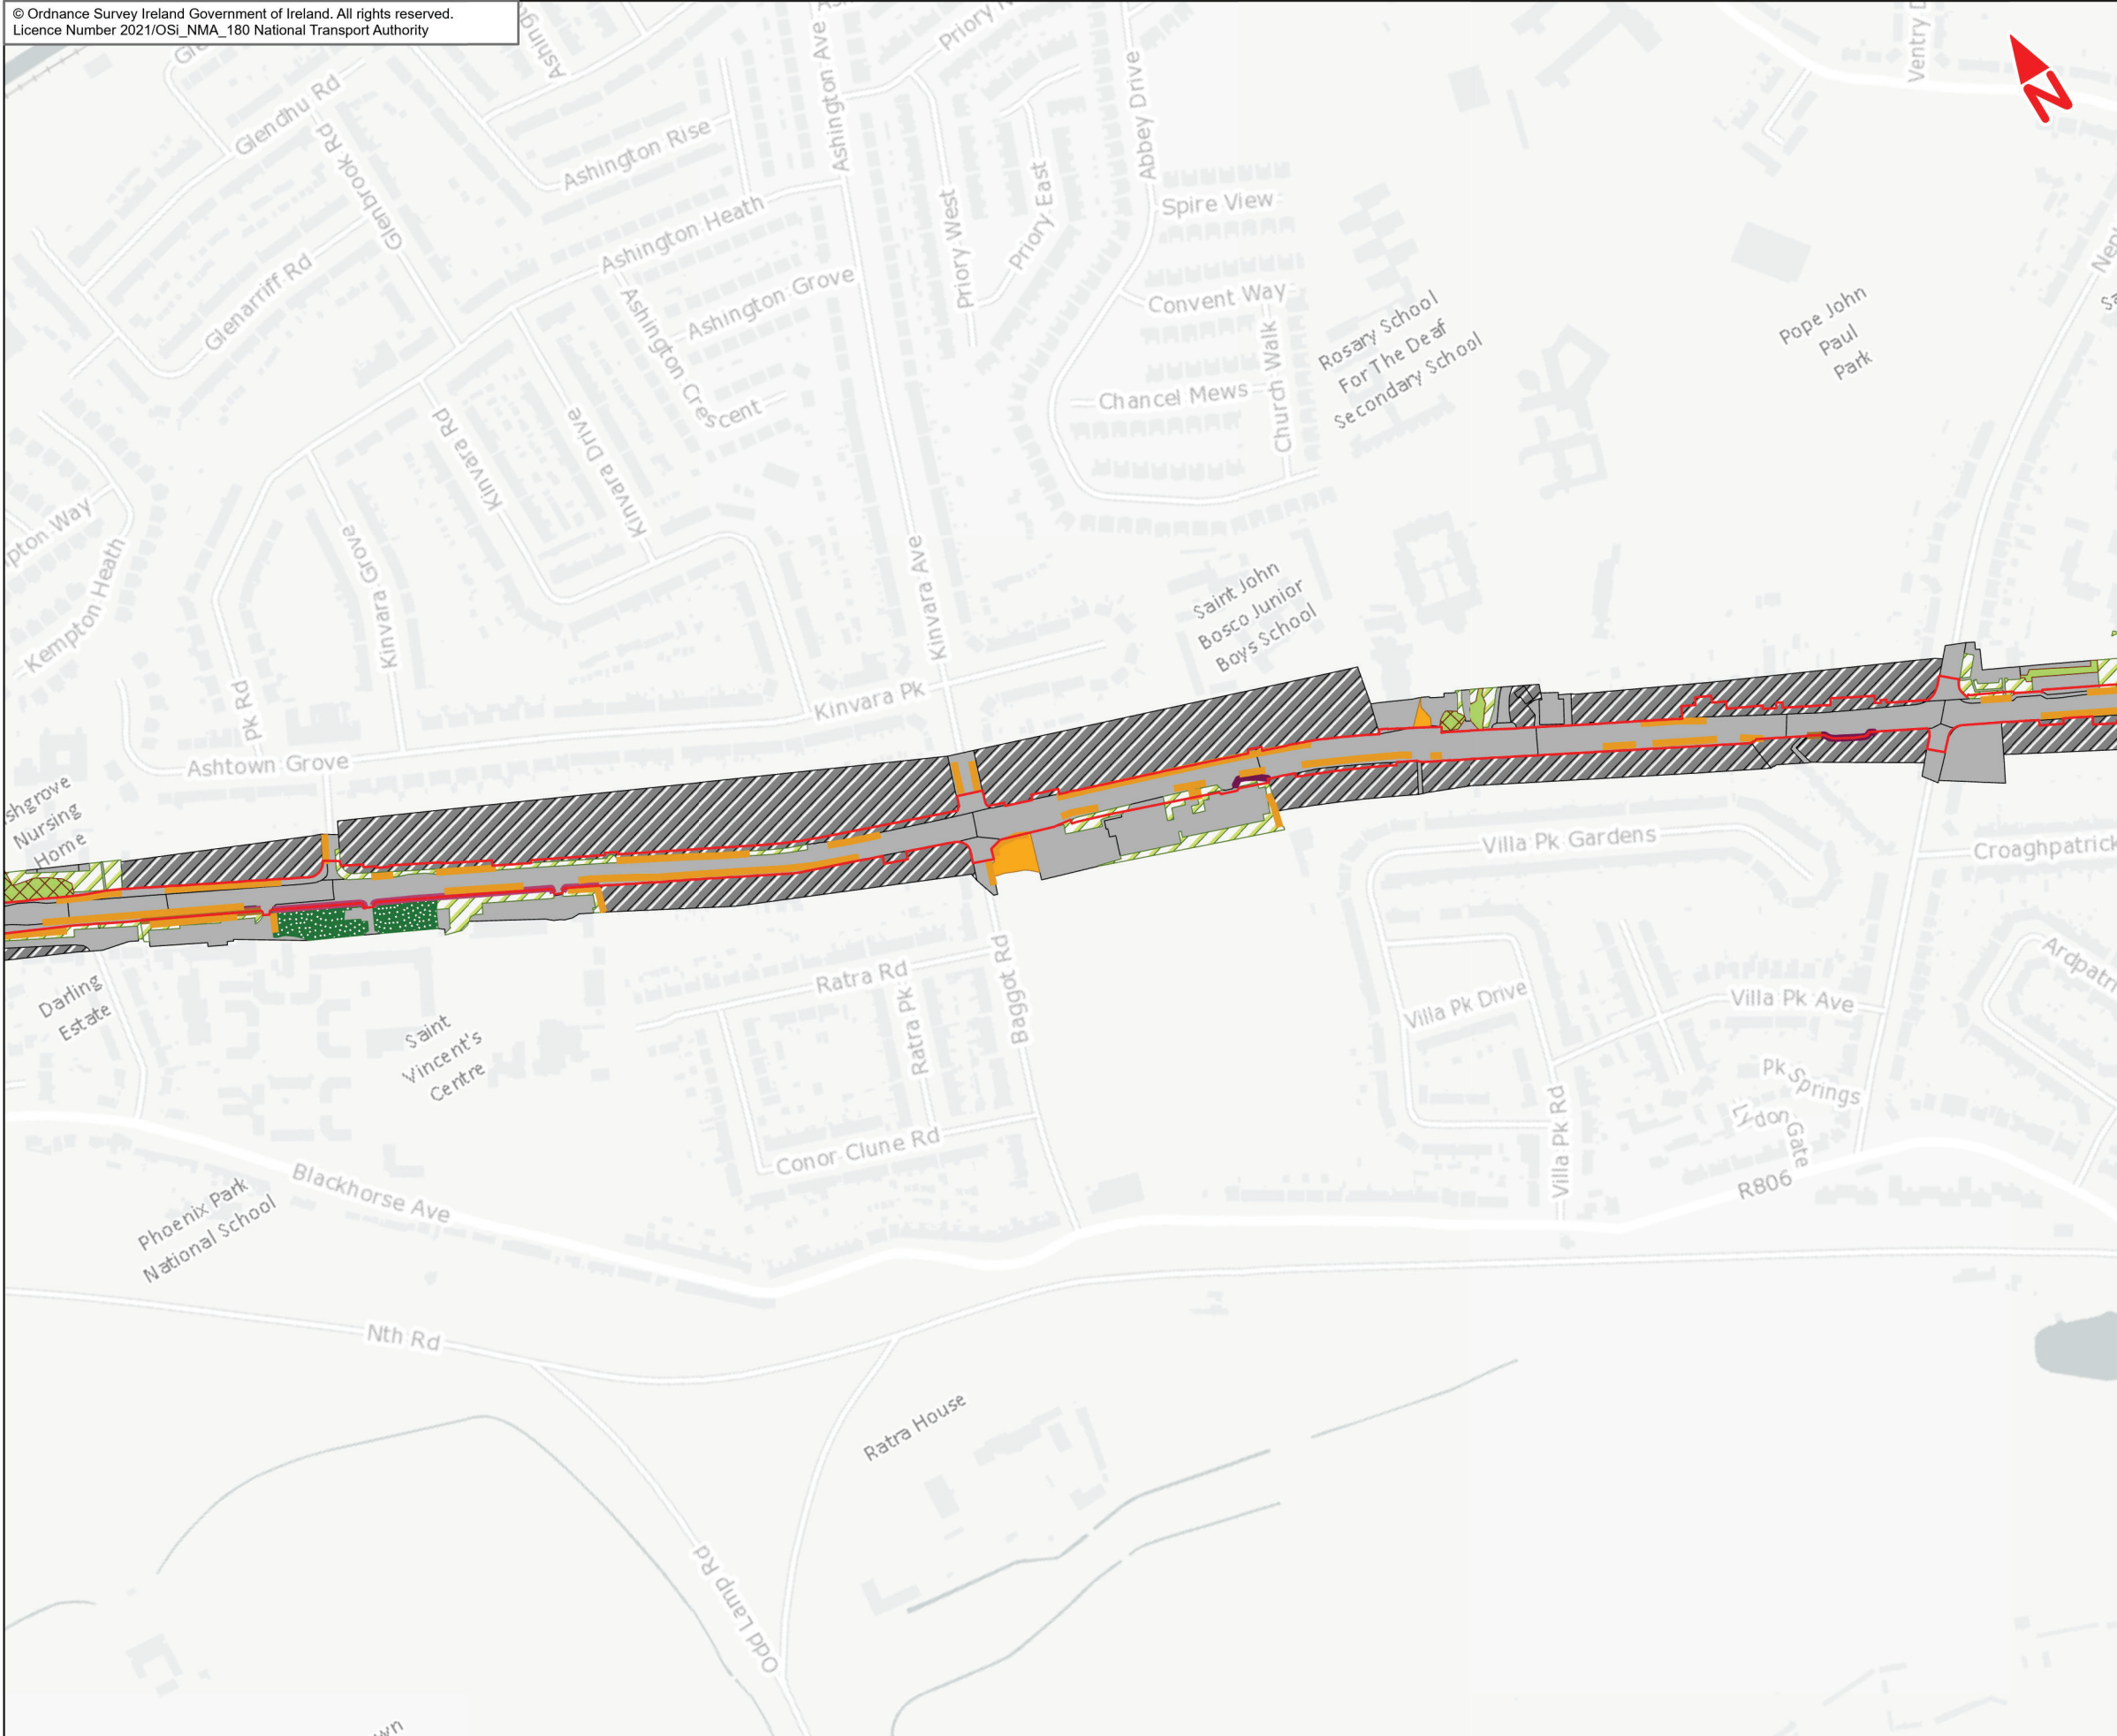 © Ordnance Survey Ireland Government of Ireland. All rights reserved.
Licence Number 2021/OSi_NMA_180 National Transport Authority
N
Priory N
Ashington Ave
Abbey Drive
Glendhu Rd
Glenbrook Rd
Ashington Rise
Ashington Heath
Priory West
Priory East
Spire View
Glenarriff Rd
Ashington Grove
Ashington Crescent
Convent Way
Church Walk
Chancel Mews
Rosary School
For The Deaf
Secondary School
Pope John
Paul
Park
Kinvara Rd
Kinvara Drive
Kinvara Grove
Kinvara Ave
pton Way
Kempton Heath
Pk Rd
Saint John
Bosco Junior
Boys School
Kinvara Pk
Ashtown Grove
shgrove
Nursing
Home
Villa Pk Gardens
Croaghpatrick
Darling
Estate
Saint
Vincent's
Centre
Ratra Rd
Ratra Pk
Baggot Rd
Villa Pk Drive
Villa Pk Ave
Ardpatr
Pk Springs
Lydon Gate
Conor Clune Rd
Villa Pk Rd
R806
Blackhorse Ave
Phoenix Park
National School
Nth Rd
Ratra House
Odd Lamp Rd
wn